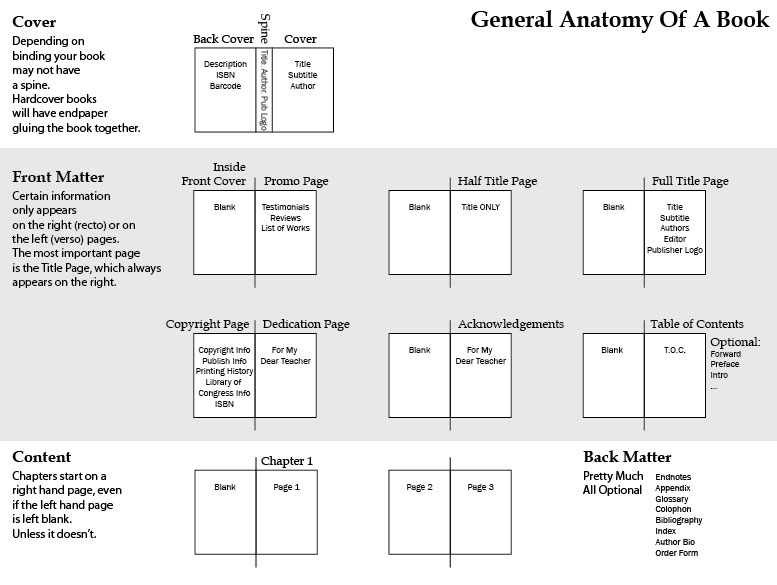 General Anatomy Of A Book
Cover
Depending on
binding your book
may not have
a spine.
Hardcover books
will have endpaper
gluing the book together.
Back Cover
Spine
Cover
Description
ISBN
Barcode
Title. Author. Pub Logo
Title
Subtitle
Author
Front Matter
Certain information
only appears
on the right (recto) or on
the left (verso) pages.
The most important page
is the Title Page, which always
appears on the right.
Inside
Front Cover
Promo Page
Blank
Testimonials
Reviews
List of Works
Half Title Page
Blank
Title ONLY
Full Title Page
Blank
Title
Subtitle
Authors
Editor
Publisher Logo
Copyright Page
Dedication Page
Copyright Info
Publish Info
Printing History
Library of
Congress Info
ISBN
For My
Dear Teacher
Acknowledgements
Blank
For My
Dear Teacher
Table of Contents
Blank
T.O.C.
Optional:
Forward
Preface
Intro
...
Content
Chapters start on a
right hand page, even
if the left hand page
is left blank.
Unless it doesn't.
Chapter 1
Blank
Page 1
Page 2
Page 3
Back Matter
Pretty Much
All Optional
Endnotes
Appendix
Glossary
Colophon
Bibliography
Index
Author Bio
Order Form